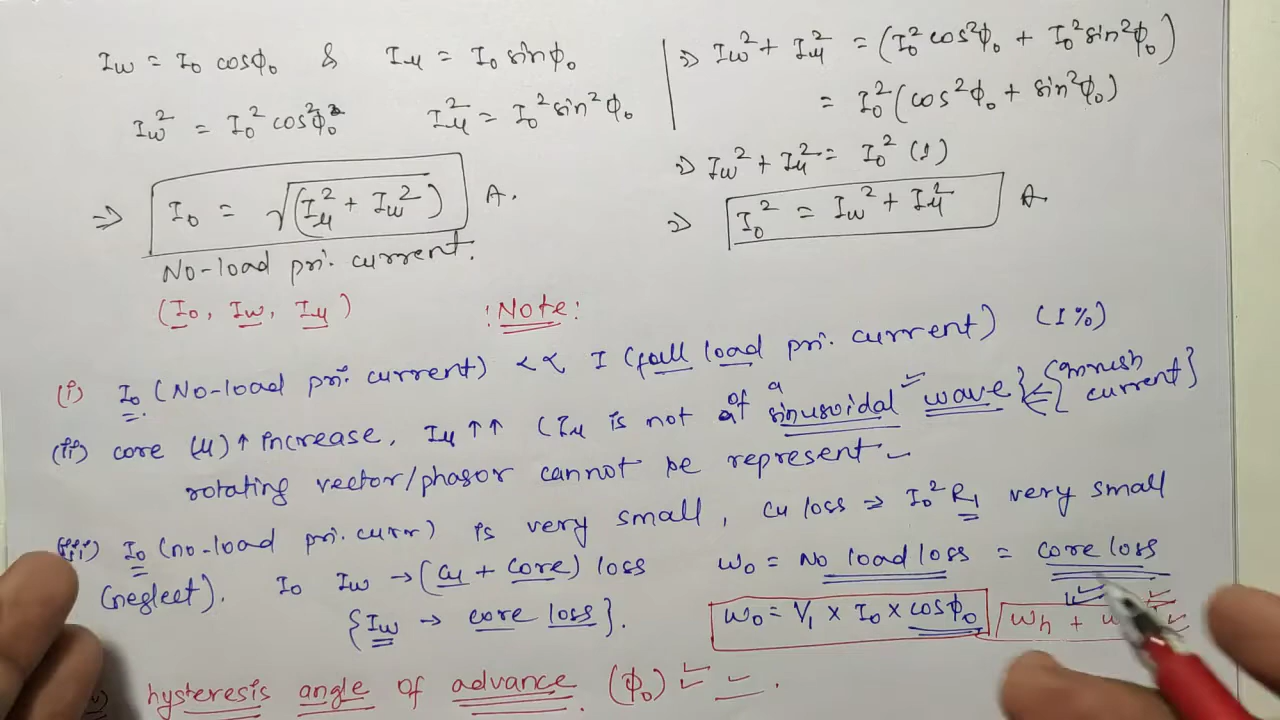 Iw = I₀ cosϕ₀ & Iμ = I₀ sinϕ₀
Iw² = I₀² cos²ϕ₀² Iμ² = I₀² sin²ϕ₀
⇒ I₀ = √(Iμ² + Iw²) A.
No-load pri. current.
(I₀, Iw, Iμ)
⇒ Iw² + Iμ² = (I₀² cos²ϕ₀ + I₀² sin²ϕ₀)
= I₀² (cos²ϕ₀ + sin²ϕ₀)
⇒ Iw² + Iμ² = I₀² (1)
⇒ I₀² = Iw² + Iμ² A
!Note:
(i) I₀ (No-load pri. current) << I (full load pri. current) (1%)
(ii) core (μ) ↑ increase, Iμ ↑↑ (Iμ is not of a sinusoidal wave} ⇐ { current}
rotating vector/phasor cannot be represent
(iii) I₀ (no-load pri. curr) is very small, cu loss ⇒ I₀² R₁ very small
(neglect). I₀ Iw → (cu + core) loss
{Iw → core loss}.
W₀ = No load loss = core loss
W₀ = V₁ × I₀ × cosϕ₀ Wh +
hysteresis angle of advance (ϕ₀)